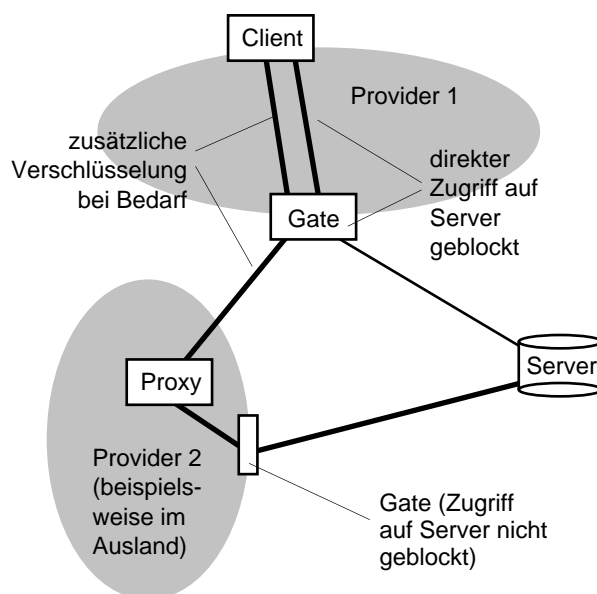 Client
Provider 1
zusätzliche
Verschlüsselung
bei Bedarf
direkter
Zugriff auf
Server
geblockt
Gate
Server
Proxy
Provider 2
(beispiels-
weise im
Ausland)
Gate (Zugriff
auf Server nicht
geblockt)